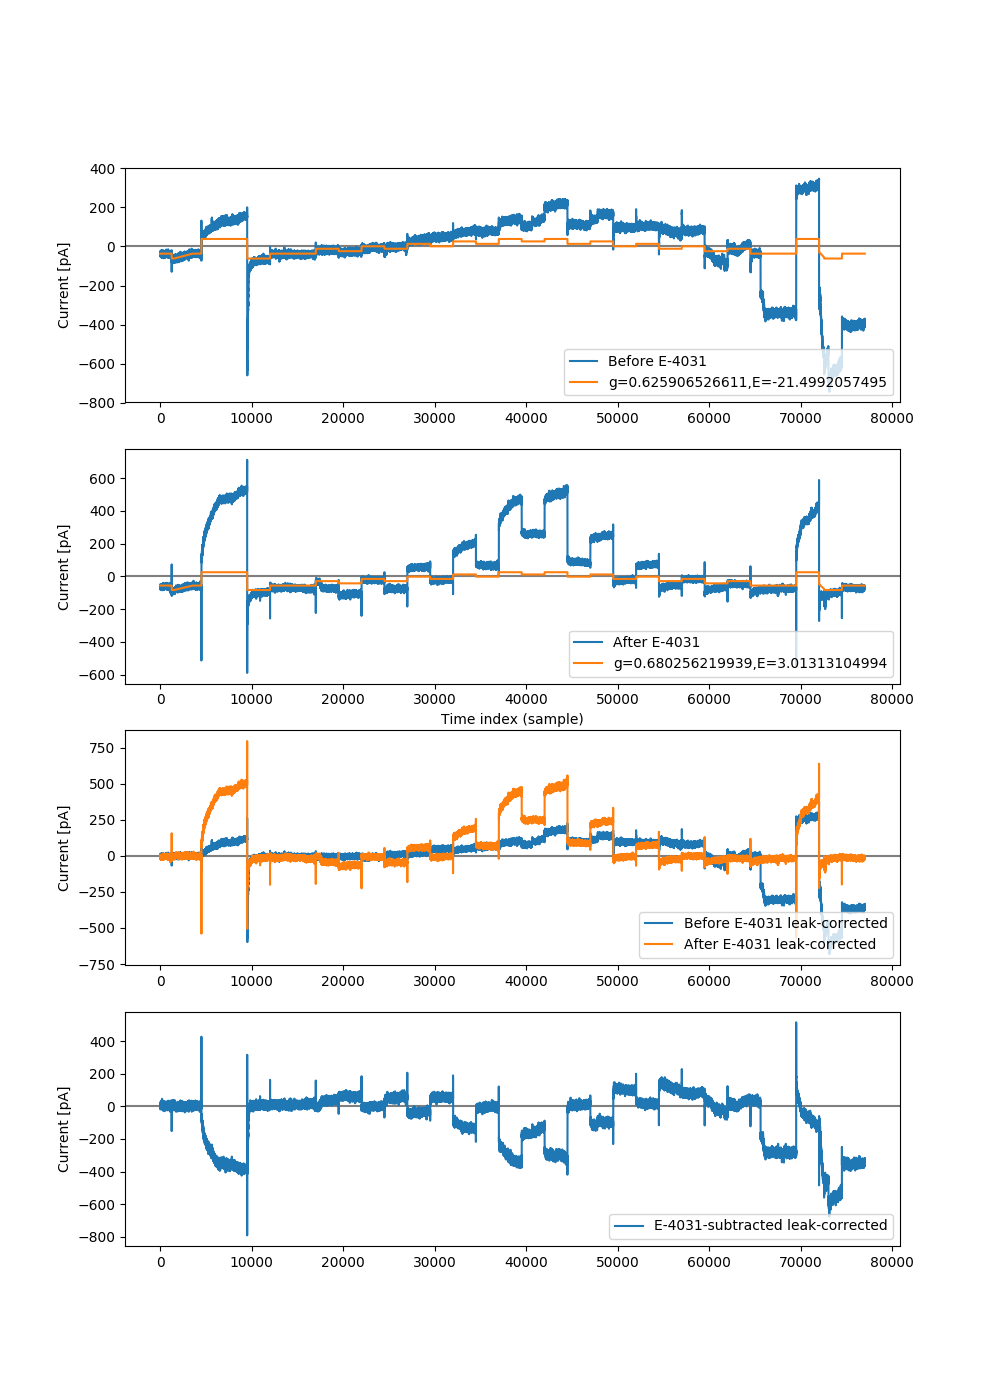 400
200
0
−200
−400
−600
−800
Current [pA]
Before E-4031
g=0.625906526611,E=-21.4992057495
0 10000 20000 30000 40000 50000 60000 70000 80000
600
400
200
0
−200
−400
−600
Current [pA]
After E-4031
g=0.680256219939,E=3.01313104994
0 10000 20000 30000 40000 50000 60000 70000 80000
Time index (sample)
750
500
250
0
−250
−500
−750
Current [pA]
Before E-4031 leak-corrected
After E-4031 leak-corrected
0 10000 20000 30000 40000 50000 60000 70000 80000
400
200
0
−200
−400
−600
−800
Current [pA]
E-4031-subtracted leak-corrected
0 10000 20000 30000 40000 50000 60000 70000 80000